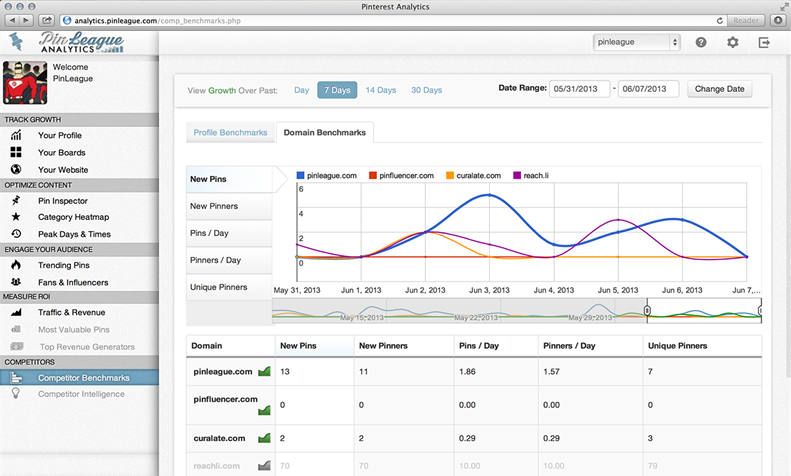 Pinterest Analytics
analytics.pinleague.com/comp_benchmarks.php
Reader
PinLeague
ANALYTICS
pinleague
Welcome
PinLeague
View Growth Over Past: Day 7 Days 14 Days 30 Days
Date Range: 05/31/2013 - 06/07/2013 Change Date
TRACK GROWTH
Your Profile
Your Boards
Your Website
OPTIMIZE CONTENT
Pin Inspector
Category Heatmap
Peak Days & Times
ENGAGE YOUR AUDIENCE
Trending Pins
Fans & Influencers
MEASURE ROI
Traffic & Revenue
Most Valuable Pins
Top Revenue Generators
COMPETITORS
Competitor Benchmarks
Competitor Intelligence
Profile Benchmarks Domain Benchmarks
New Pins
New Pinners
Pins / Day
Pinners / Day
Unique Pinners
pinleague.com pinfluencer.com curalate.com reach.li
6
4
2
0
May 31, 2013 Jun 1, 2013 Jun 2, 2013 Jun 3, 2013 Jun 4, 2013 Jun 5, 2013 Jun 6, 2013 Jun 7,...
May 15, 2013 May 22, 2013 May 29, 2013
Domain New Pins New Pinners Pins / Day Pinners / Day Unique Pinners
pinleague.com 13 11 1.86 1.57 7
pinfluencer.com 0 0 0.00 0.00 0
curalate.com 2 2 0.29 0.29 3
reachli.com 70 70 10.00 10.00 79